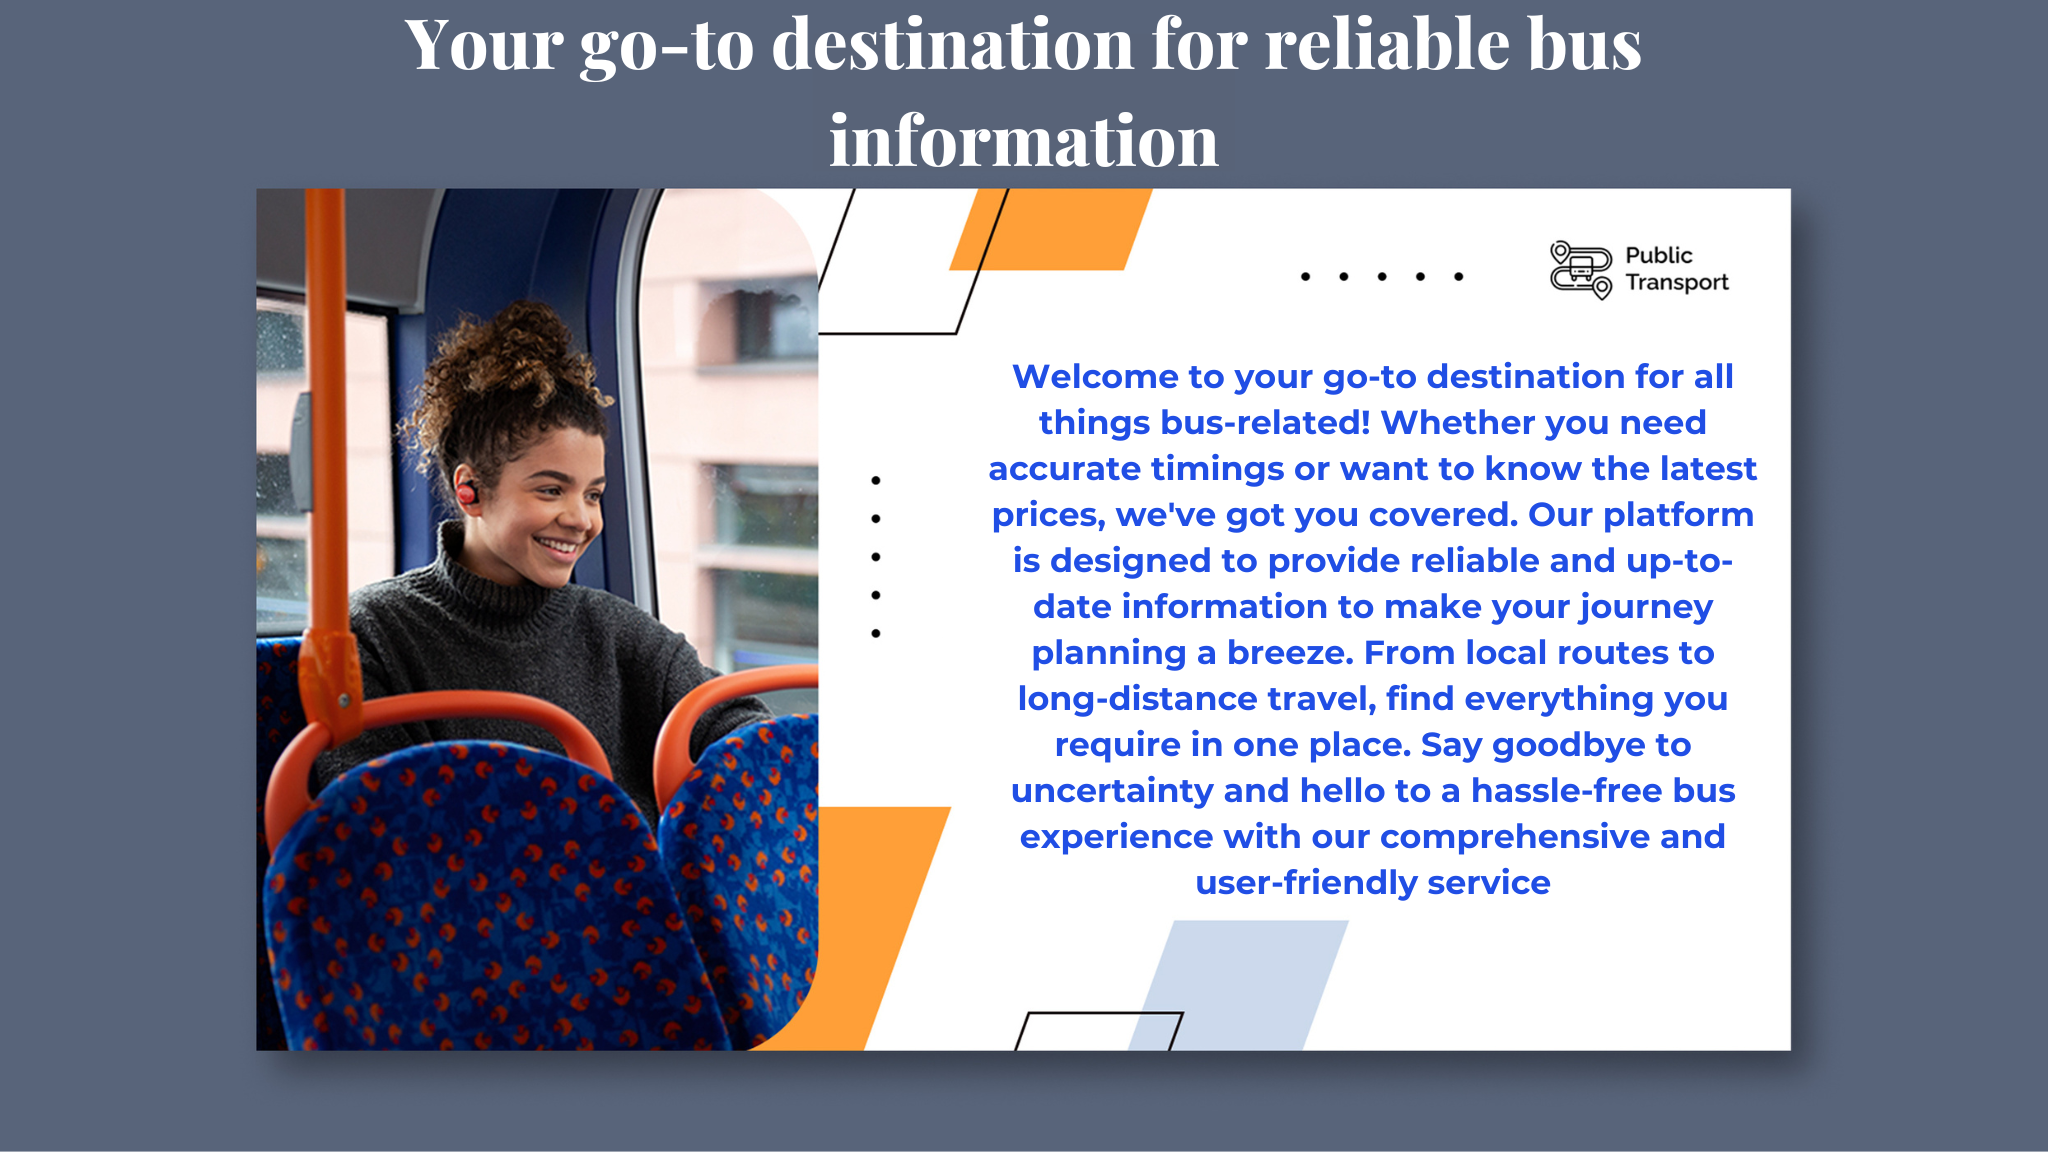 Your go-to destination for reliable bus
information
Public
Transport
Welcome to your go-to destination for all
things bus-related! Whether you need
accurate timings or want to know the latest
prices, we've got you covered. Our platform
is designed to provide reliable and up-to-
date information to make your journey
planning a breeze. From local routes to
long-distance travel, find everything you
require in one place. Say goodbye to
uncertainty and hello to a hassle-free bus
experience with our comprehensive and
user-friendly service